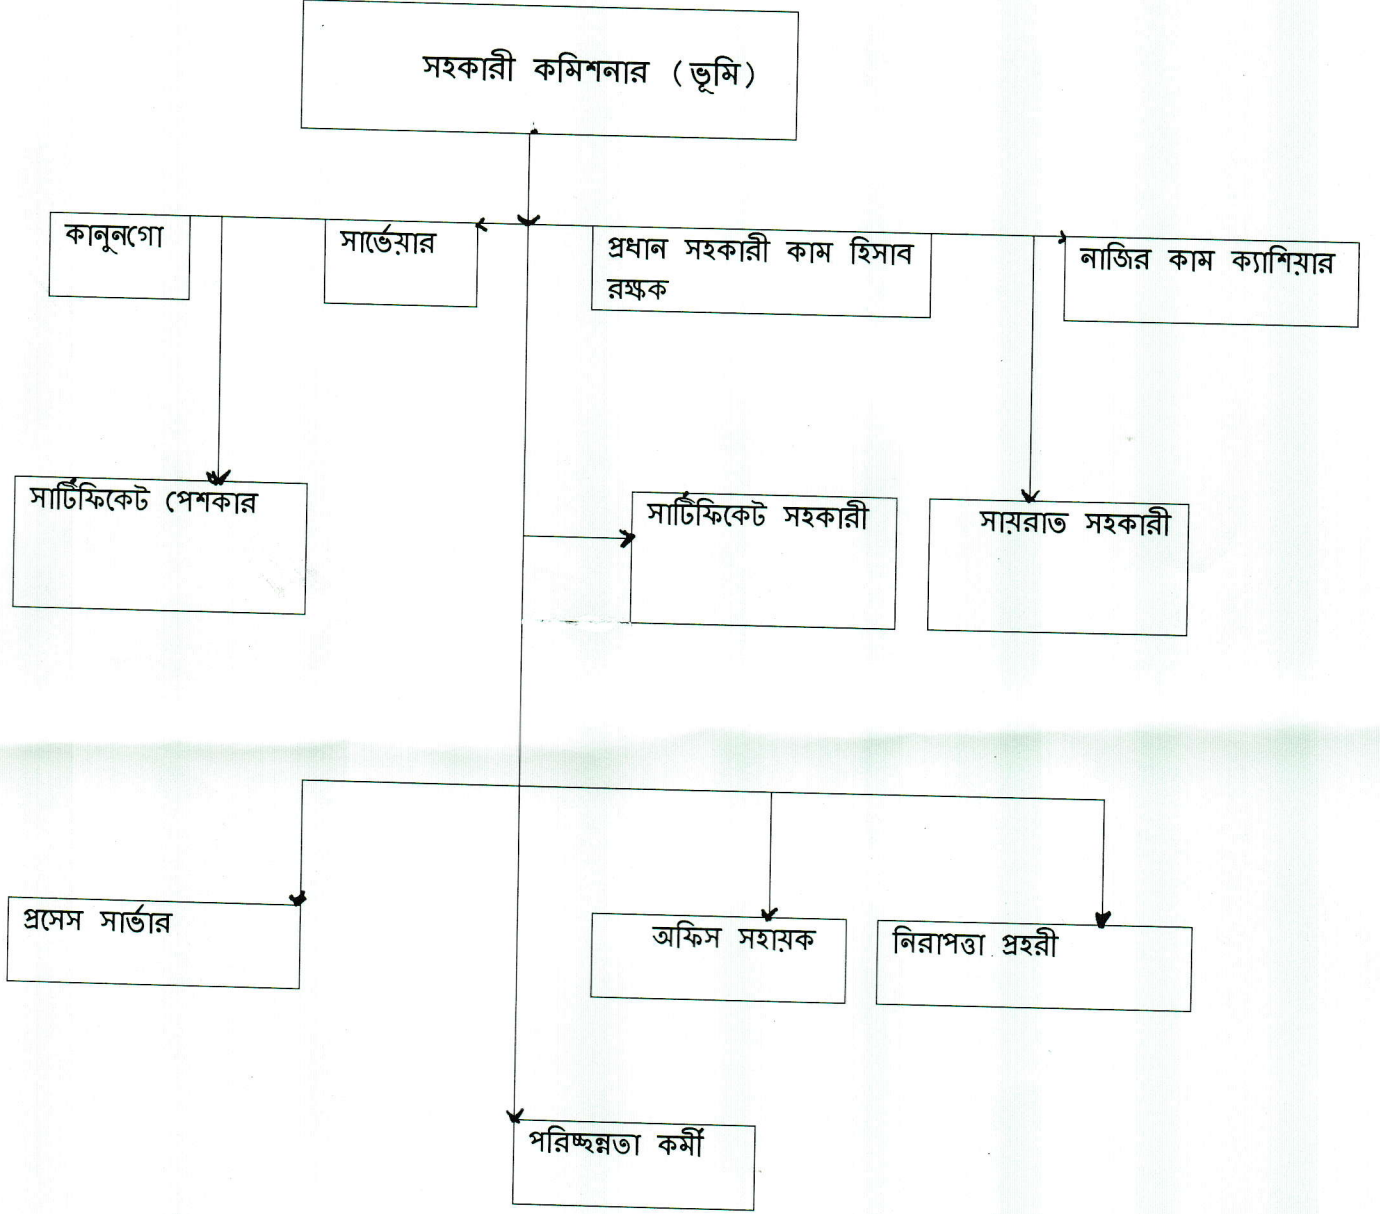 সহকারী কমিশনার (ভূমি)
কানুনগো
সার্ভেয়ার
প্রধান সহকারী কাম হিসাব
রক্ষক
নাজির কাম ক্যাশিয়ার
সার্টিফিকেট পেশকার
সার্টিফিকেট সহকারী
সায়রাত সহকারী
প্রসেস সার্ভার
অফিস সহায়ক
নিরাপত্তা প্রহরী
পরিচ্ছন্নতা কর্মী